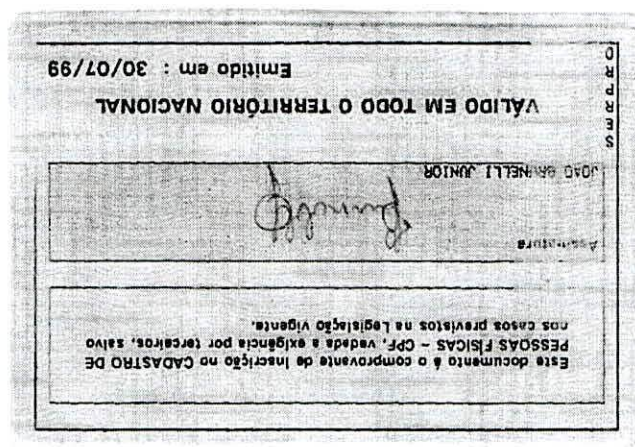 Este documento é o comprovante de inscrição no CADASTRO DE
PESSOAS FÍSICAS - CPF, vedada a exigência por terceiros, salvo
nos casos previstos na Legislação vigente.
Assinatura
JOAO JUNIOR
VÁLIDO EM TODO O TERRITÓRIO NACIONAL
Emitido em : 30/07/99
SERPRO